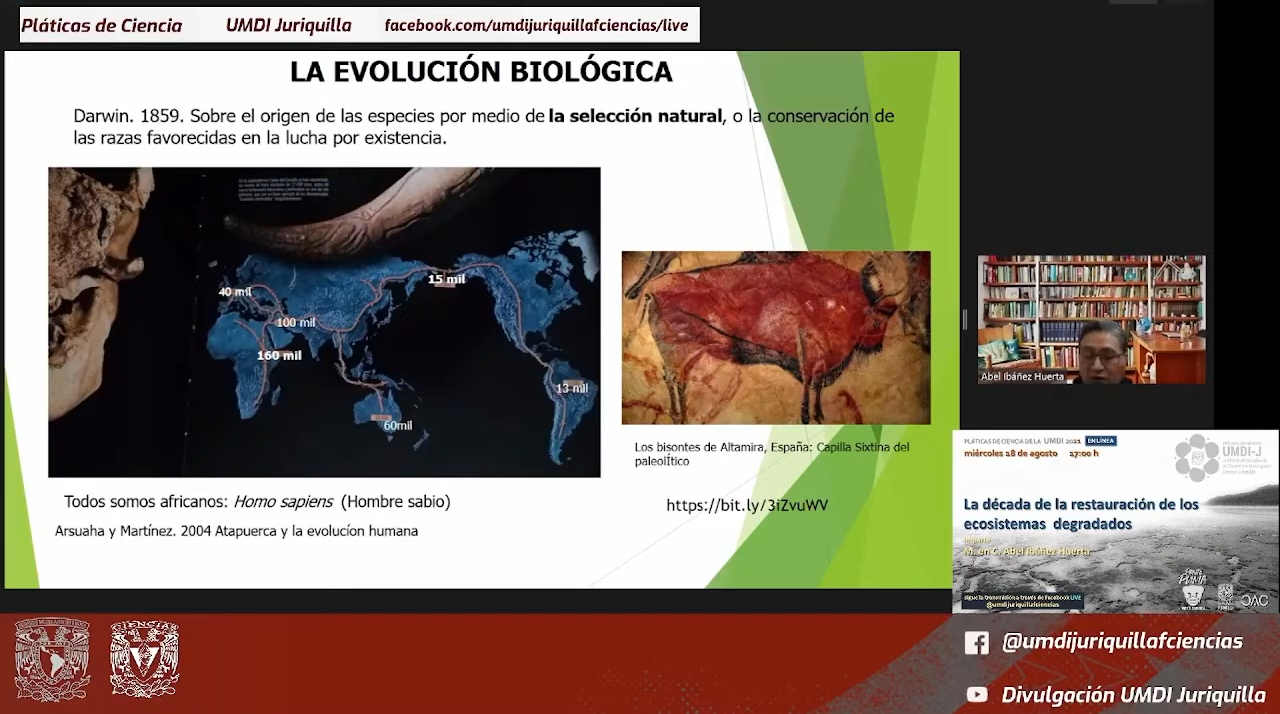 Pláticas de Ciencia UMDI Juriquilla facebook.com/umdijuriquillafciencias/live
LA EVOLUCIÓN BIOLÓGICA
Darwin. 1859. Sobre el origen de las especies por medio de la selección natural, o la conservación de
las razas favorecidas en la lucha por existencia.
15 mil
40 mil
100 mil
160 mil
13 mil
60mil
Los bisontes de Altamira, España: Capilla Sixtina del
paleolítico
Todos somos africanos: Homo sapiens (Hombre sabio)
https://bit.ly/3iZvuWV
Arsuaha y Martínez. 2004 Atapuerca y la evolucíon humana
Abel Ibáñez Huerta
PLÁTICAS DE CIENCIA DE LA UMDI 2021 EN LÍNEA
miércoles 18 de agosto 17:00 h
UMDI-J
La década de la restauración de los
ecosistemas degradados
Imparte
M. en C. Abel Ibáñez Huerta
sigue la transmisión a través de Facebook LIVE
@umdijuriquillafciencias
CIENCIAS
@umdijuriquillafciencias
Divulgación UMDI Juriquilla